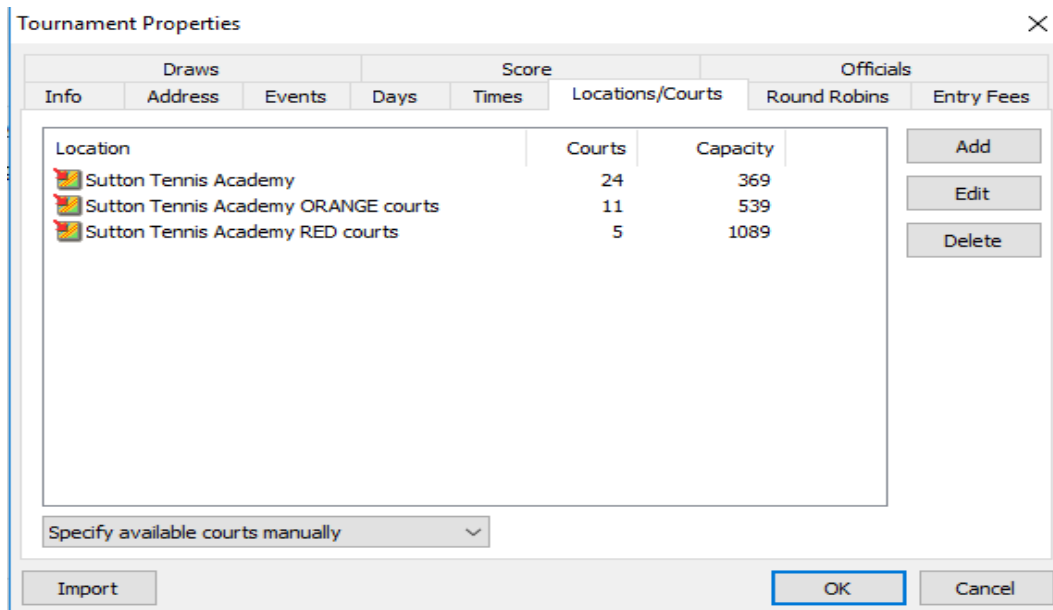 Tournament Properties
Draws Score Officials
Info Address Events Days Times Locations/Courts Round Robins Entry Fees
Location Courts Capacity
Sutton Tennis Academy 24 369
Sutton Tennis Academy ORANGE courts 11 539
Sutton Tennis Academy RED courts 5 1089
Add
Edit
Delete
Specify available courts manually
Import OK Cancel